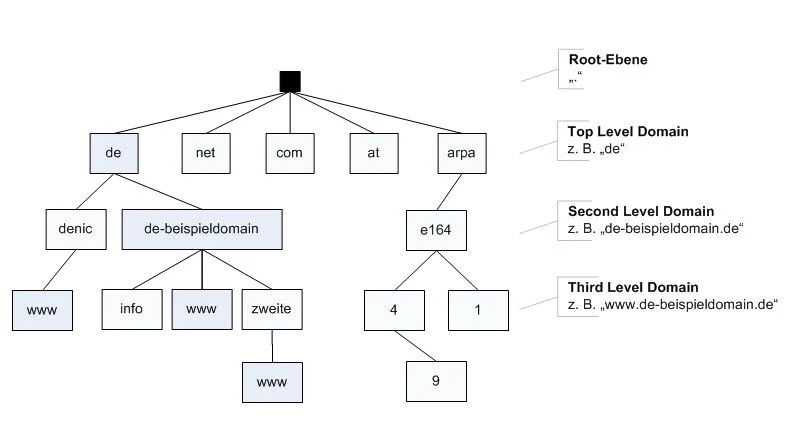 Root-Ebene
„.“
de
net
com
at
arpa
Top Level Domain
z. B. „de“
denic
de-beispieldomain
e164
Second Level Domain
z. B. „de-beispieldomain.de“
www
info
www
zweite
4
1
Third Level Domain
z. B. „www.de-beispieldomain.de“
www
9